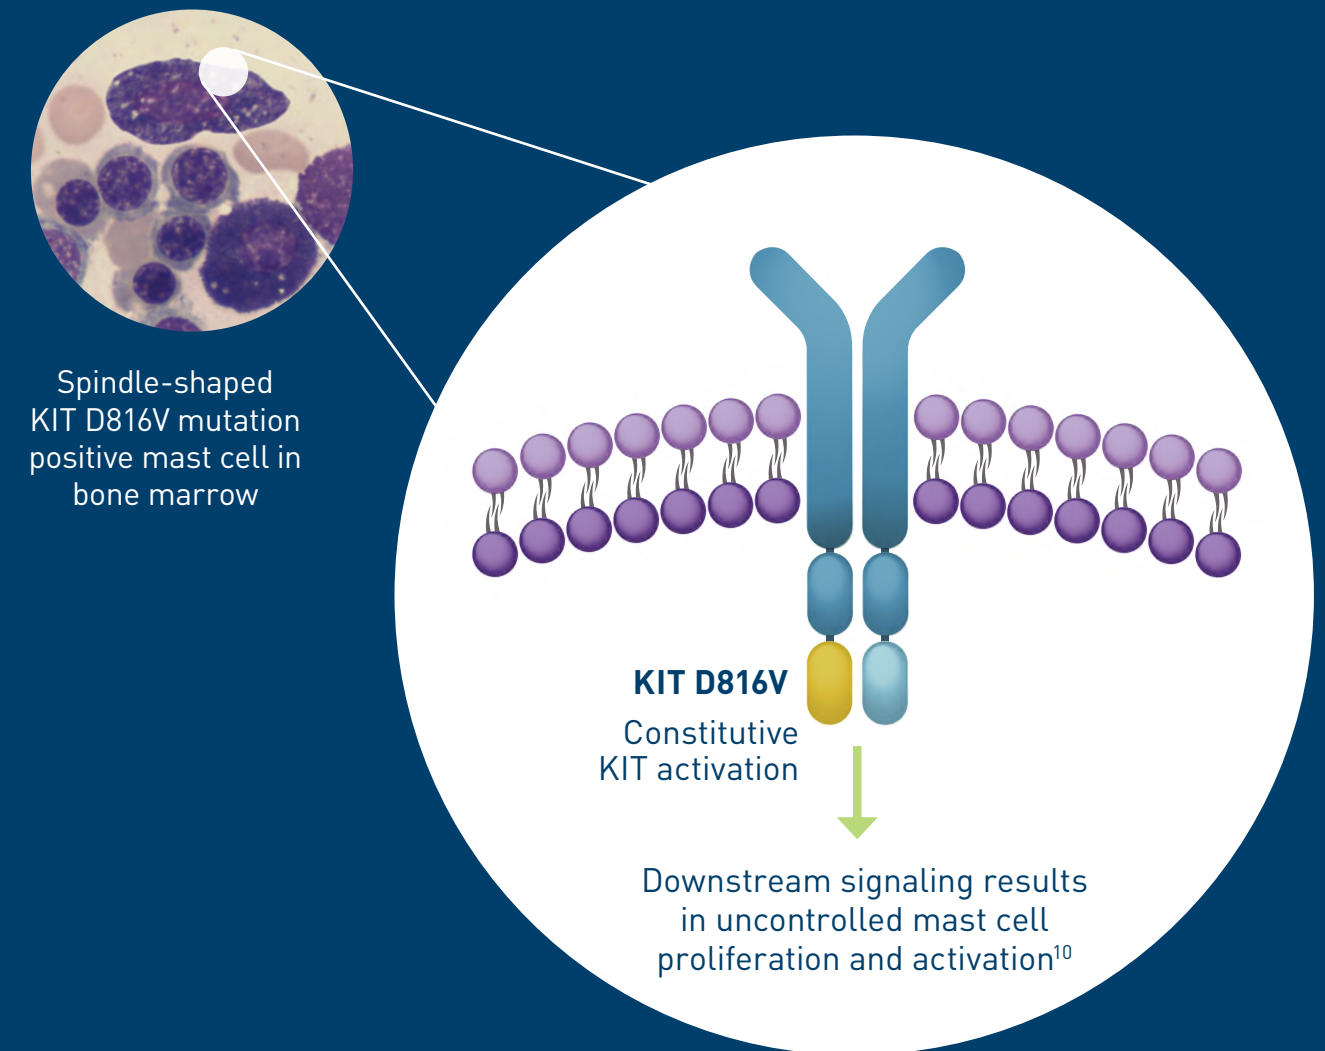 Spindle-shaped
KIT D816V mutation
positive mast cell in
bone marrow
KIT D816V
Constitutive
KIT activation
Downstream signaling results
in uncontrolled mast cell
proliferation and activation¹⁰